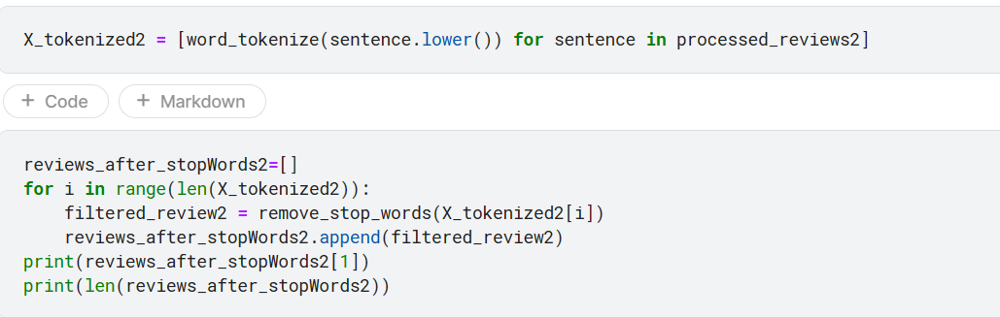 X_tokenized2 = [word_tokenize(sentence.lower()) for sentence in processed_reviews2]
+ Code + Markdown
reviews_after_stopWords2=[]
for i in range(len(X_tokenized2)):
    filtered_review2 = remove_stop_words(X_tokenized2[i])
    reviews_after_stopWords2.append(filtered_review2)
print(reviews_after_stopWords2[1])
print(len(reviews_after_stopWords2))